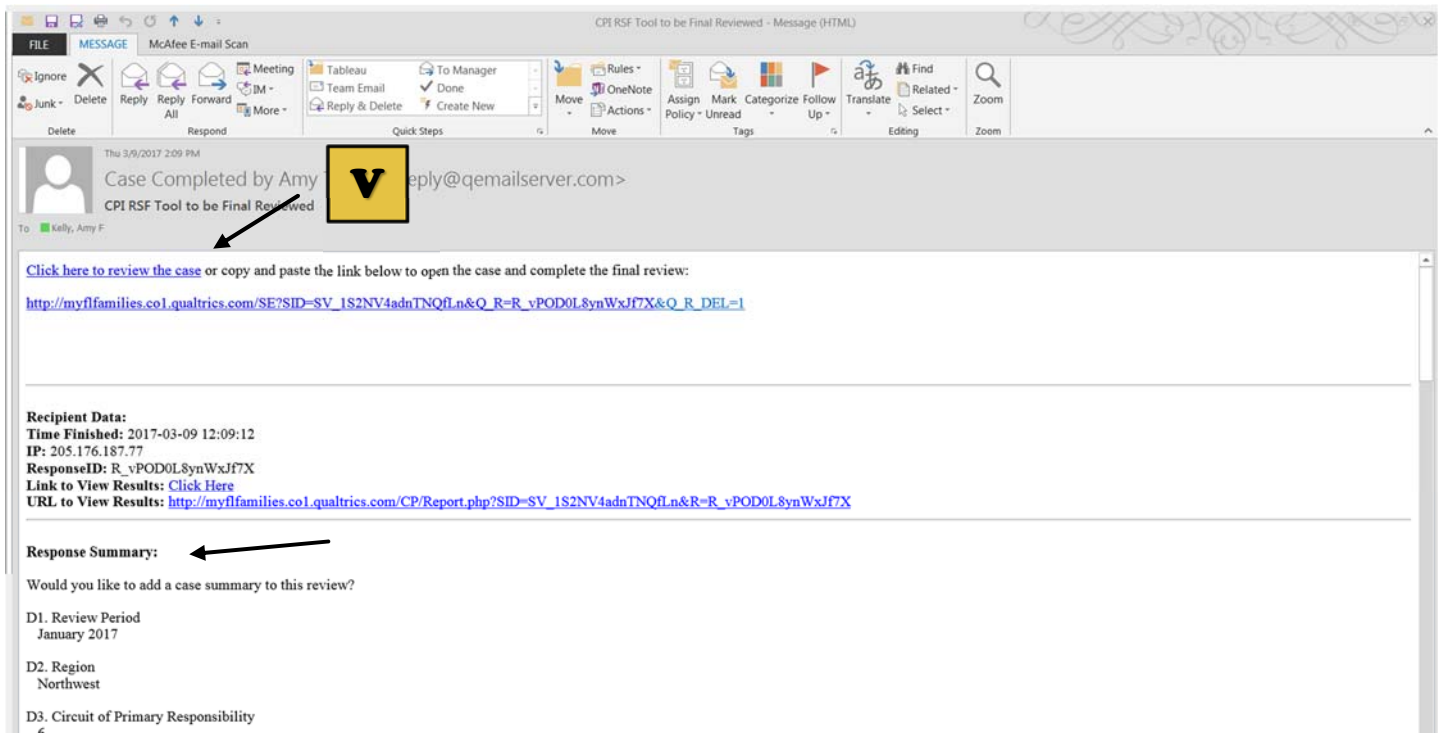 CPI RSF Tool to be Final Reviewed - Message (HTML)
FILE MESSAGE McAfee E-mail Scan
Ignore
Junk
Delete
Reply
Reply All
Forward
Meeting
IM
More
Tableau
Team Email
Reply & Delete
To Manager
Done
Create New
Move
Rules
OneNote
Actions
Assign Policy
Mark Unread
Categorize
Follow Up
Translate
Find
Related
Select
Zoom
Delete Respond Quick Steps Move Tags Editing Zoom
Thu 3/9/2017 2:09 PM
Case Completed by Amy eply@qemailserver.com>
V
CPI RSF Tool to be Final Reviewed
To Kelly, Amy F
Click here to review the case or copy and paste the link below to open the case and complete the final review:
http://myflfamilies.co1.qualtrics.com/SE?SID=SV_1S2NV4adnTNQfLn&Q_R=R_vPOD0L8ynWxJf7X&Q_R_DEL=1
Recipient Data:
Time Finished: 2017-03-09 12:09:12
IP: 205.176.187.77
ResponseID: R_vPOD0L8ynWxJf7X
Link to View Results: Click Here
URL to View Results: http://myflfamilies.co1.qualtrics.com/CP/Report.php?SID=SV_1S2NV4adnTNQfLn&R=R_vPOD0L8ynWxJf7X
Response Summary:
Would you like to add a case summary to this review?
D1. Review Period
January 2017
D2. Region
Northwest
D3. Circuit of Primary Responsibility